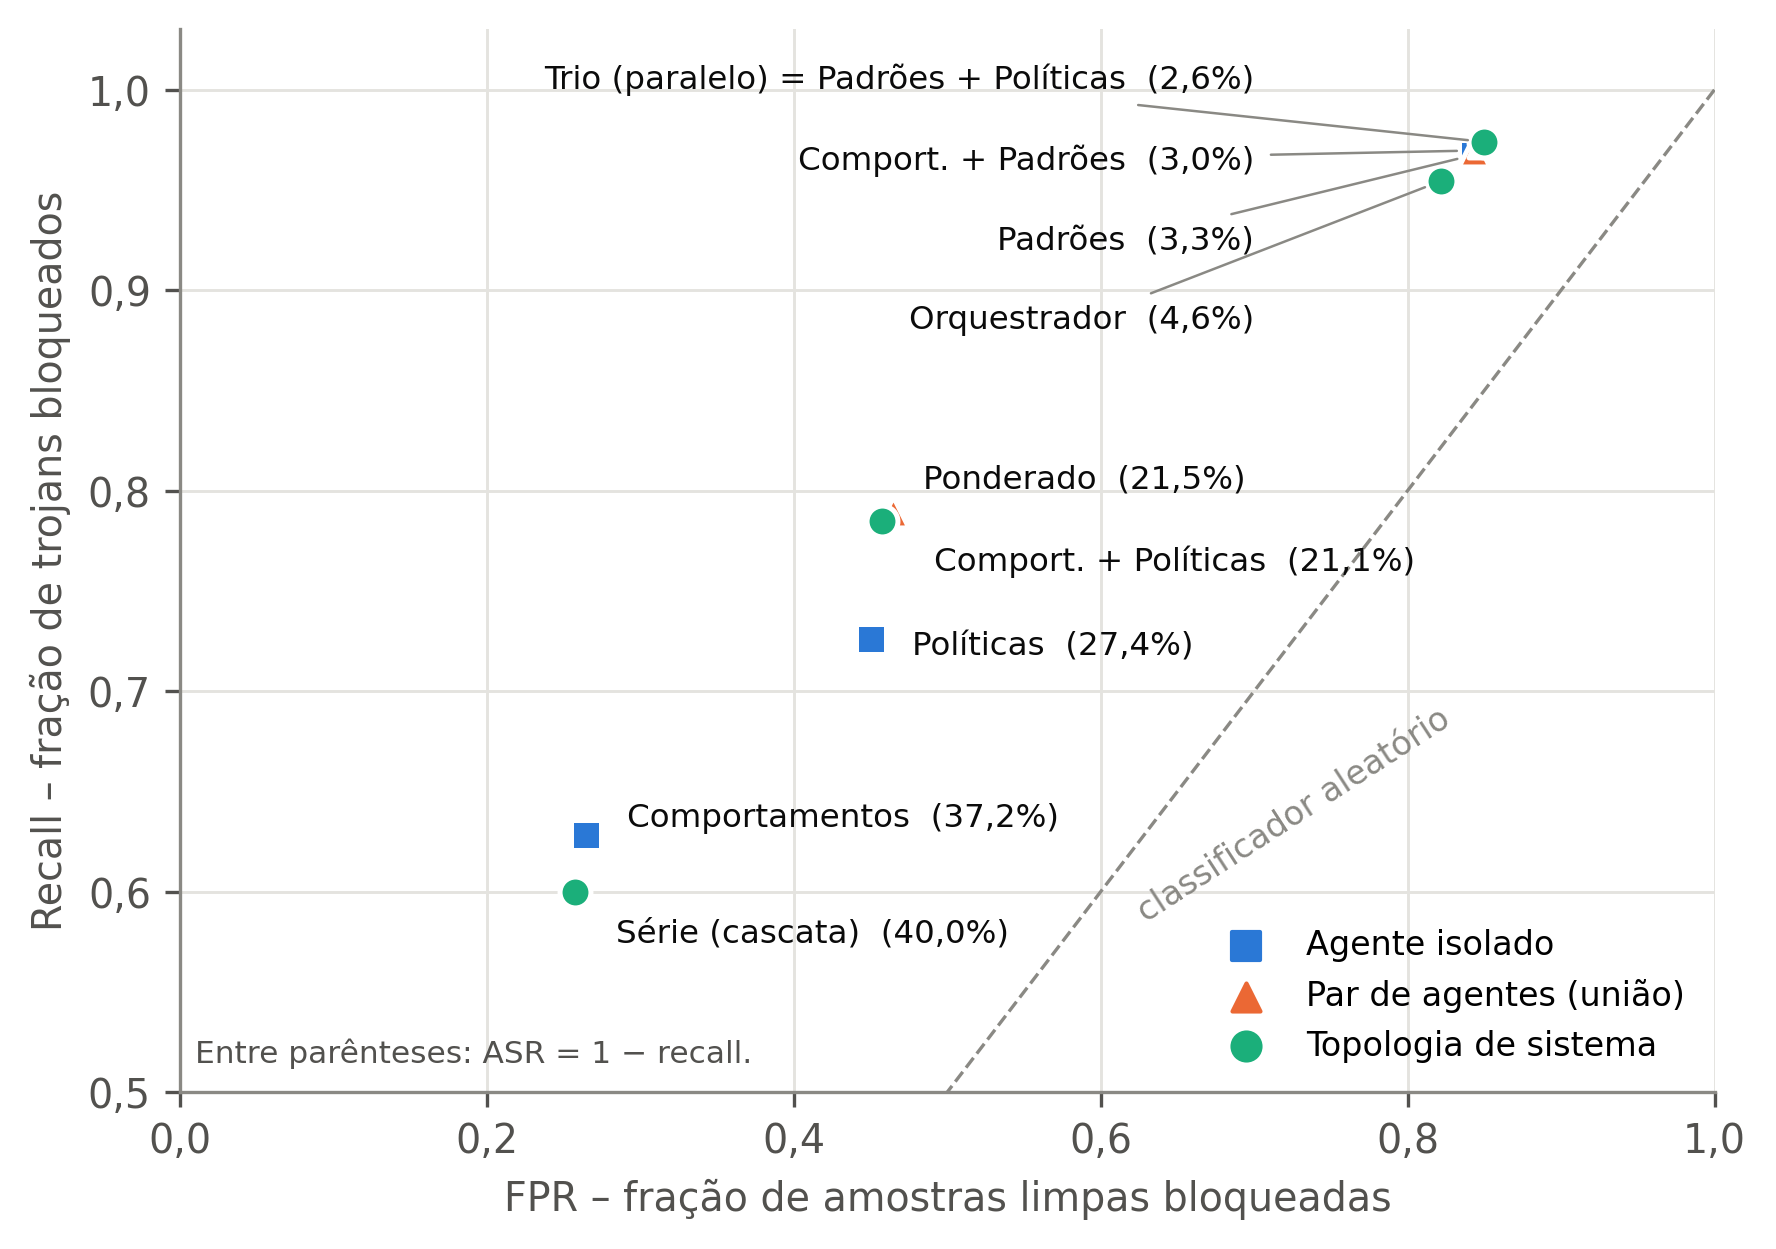 Trio (paralelo) = Padrões + Políticas (2,6%)
Comport. + Padrões (3,0%)
Padrões (3,3%)
Orquestrador (4,6%)
Ponderado (21,5%)
Comport. + Políticas (21,1%)
Políticas (27,4%)
Comportamentos (37,2%)
Série (cascata) (40,0%)
classificador aleatório
Agente isolado
Par de agentes (união)
Topologia de sistema
Entre parênteses: ASR = 1 − recall.
Recall – fração de trojans bloqueados
1,0
0,9
0,8
0,7
0,6
0,5
0,0
0,2
0,4
0,6
0,8
1,0
FPR – fração de amostras limpas bloqueadas